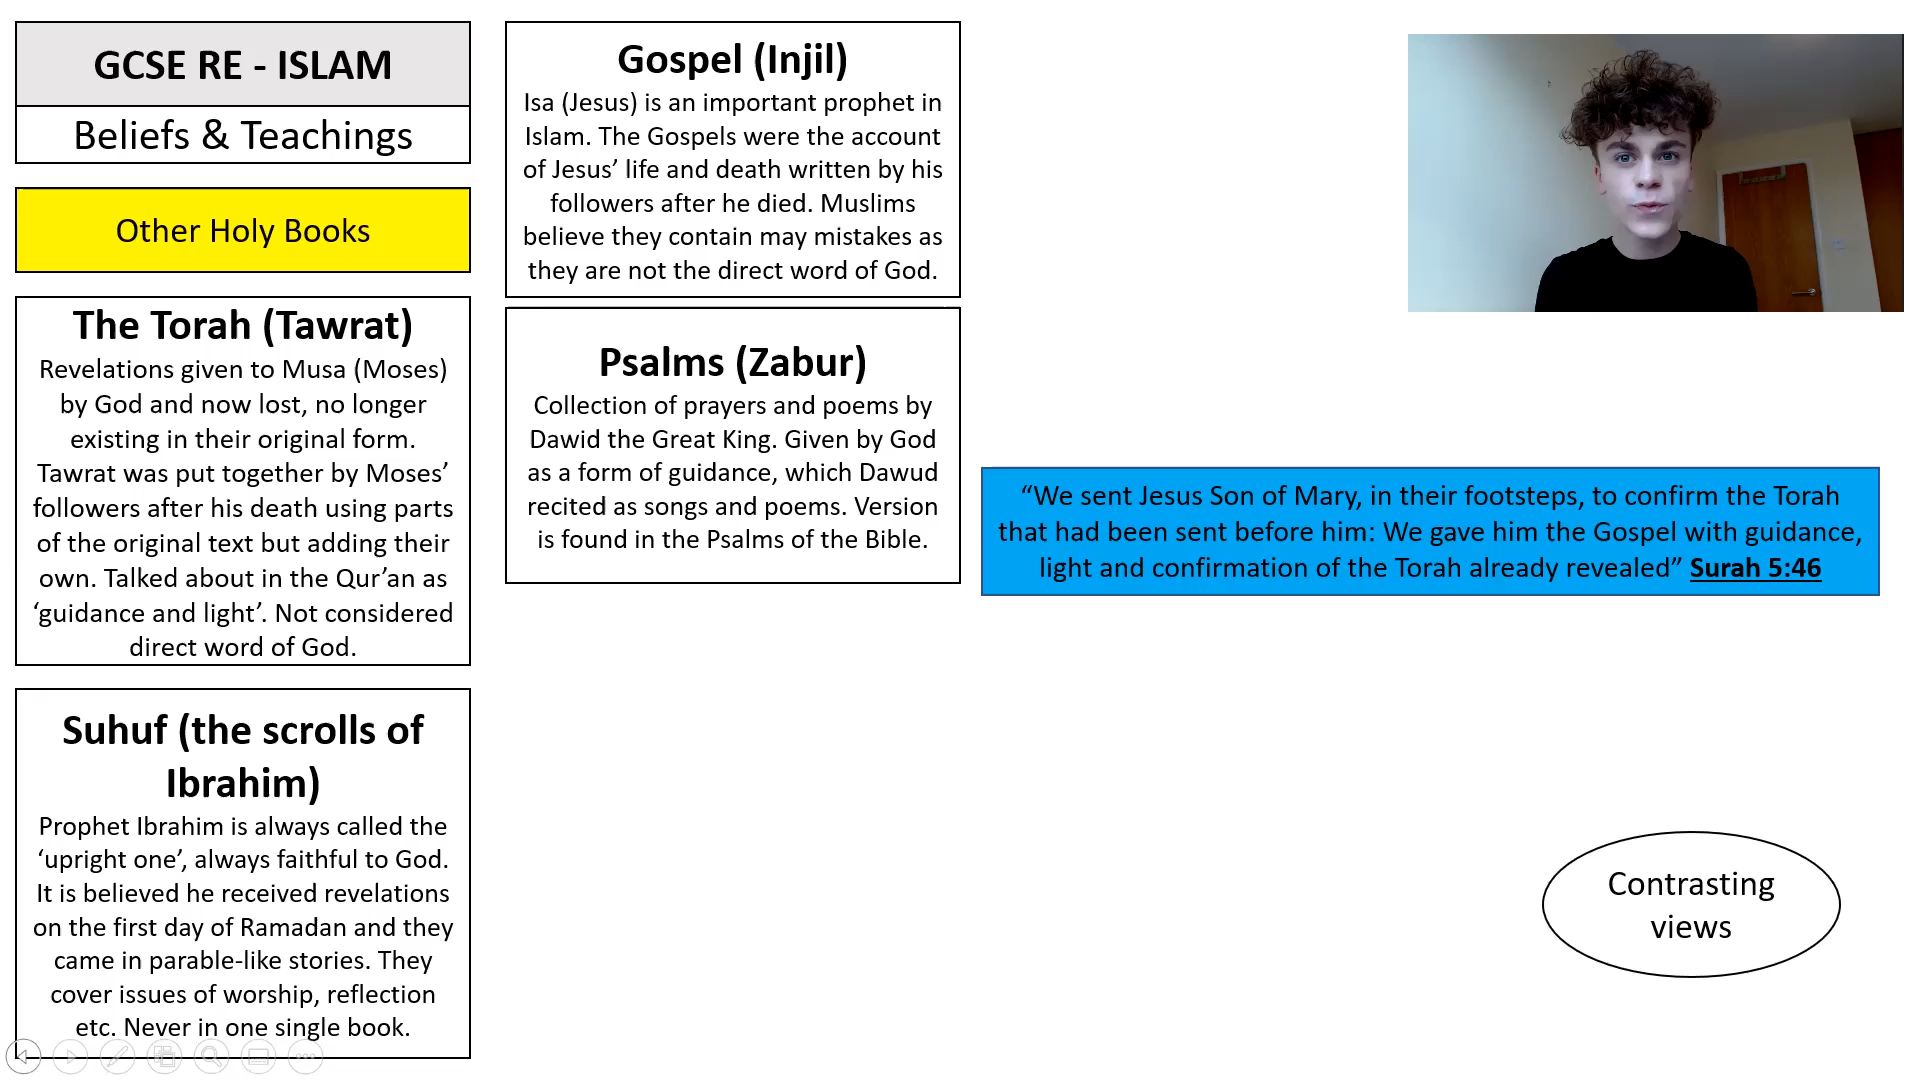 GCSE RE - ISLAM
Beliefs & Teachings
Other Holy Books
The Torah (Tawrat)
Revelations given to Musa (Moses)
by God and now lost, no longer
existing in their original form.
Tawrat was put together by Moses’
followers after his death using parts
of the original text but adding their
own. Talked about in the Qur’an as
‘guidance and light’. Not considered
direct word of God.
Suhuf (the scrolls of
Ibrahim)
Prophet Ibrahim is always called the
‘upright one’, always faithful to God.
It is believed he received revelations
on the first day of Ramadan and they
came in parable-like stories. They
cover issues of worship, reflection
etc. Never in one single book.
Gospel (Injil)
Isa (Jesus) is an important prophet in
Islam. The Gospels were the account
of Jesus’ life and death written by his
followers after he died. Muslims
believe they contain may mistakes as
they are not the direct word of God.
Psalms (Zabur)
Collection of prayers and poems by
Dawid the Great King. Given by God
as a form of guidance, which Dawud
recited as songs and poems. Version
is found in the Psalms of the Bible.
“We sent Jesus Son of Mary, in their footsteps, to confirm the Torah
that had been sent before him: We gave him the Gospel with guidance,
light and confirmation of the Torah already revealed” Surah 5:46
Contrasting
views